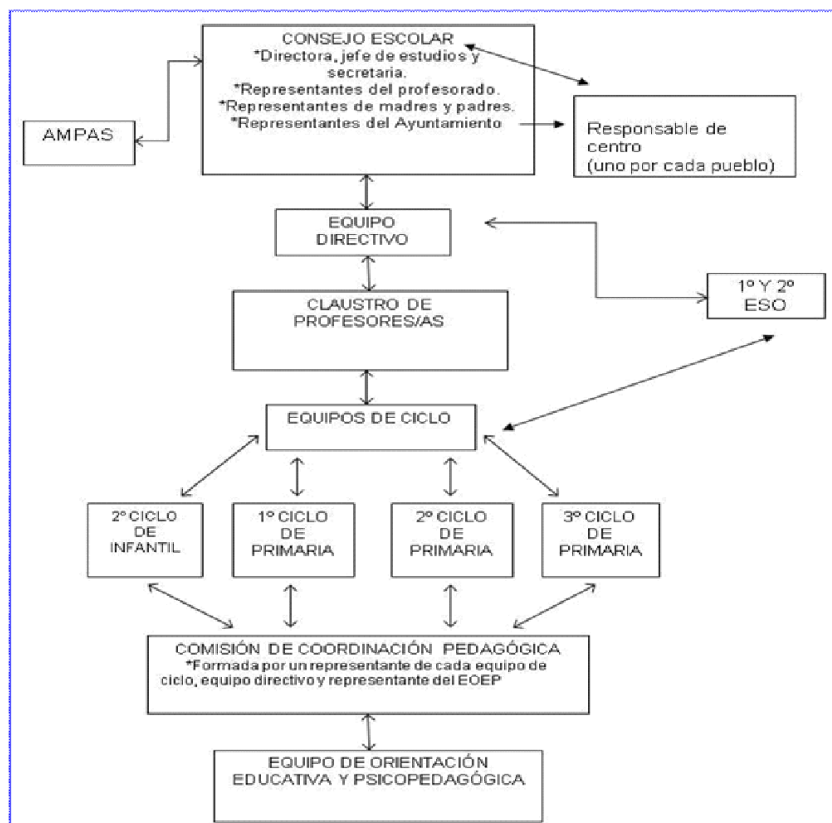 CONSEJO ESCOLAR
*Directora, jefe de estudios y
secretaria.
*Representantes del profesorado.
*Representantes de madres y padres.
*Representantes del Ayuntamiento
AMPAS
Responsable de
centro
(uno por cada pueblo)
EQUIPO
DIRECTIVO
1º Y 2º
ESO
CLAUSTRO DE
PROFESORES/AS
EQUIPOS DE CICLO
2º CICLO
DE
INFANTIL
1º CICLO
DE
PRIMARIA
2º CICLO
DE
PRIMARIA
3º CICLO
DE
PRIMARIA
COMISIÓN DE COORDINACIÓN PEDAGÓGICA
*Formada por un representante de cada equipo de
ciclo, equipo directivo y representante del EOEP
EQUIPO DE ORIENTACIÓN
EDUCATIVA Y PSICOPEDAGÓGICA